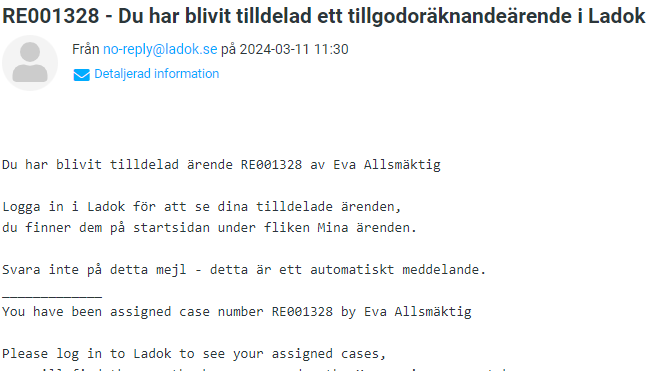 RE001328 - Du har blivit tilldelad ett tillgodoräknandeärende i Ladok
Från no-reply@ladok.se på 2024-03-11 11:30
Detaljerad information
Du har blivit tilldelad ärende RE001328 av Eva Allsmäktig
Logga in i Ladok för att se dina tilldelade ärenden,
du finner dem på startsidan under fliken Mina ärenden.
Svara inte på detta mejl - detta är ett automatiskt meddelande.
_____________
You have been assigned case number RE001328 by Eva Allsmäktig
Please log in to Ladok to see your assigned cases,